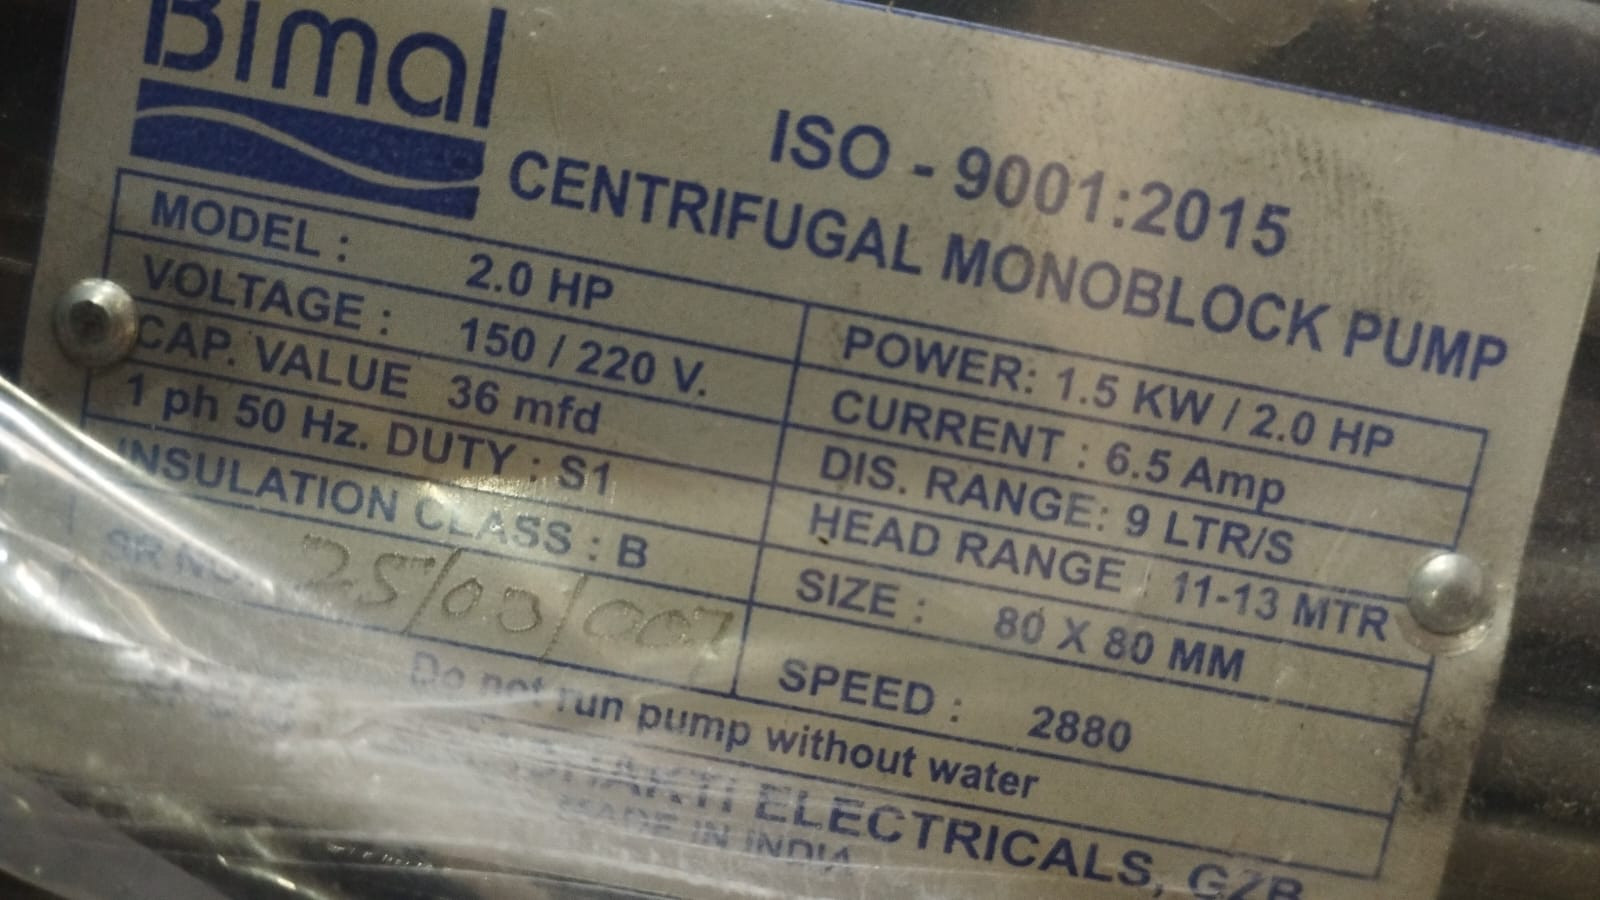 Bimal
ISO - 9001:2015
CENTRIFUGAL MONOBLOCK PUMP
MODEL : 2.0 HP
POWER: 1.5 KW / 2.0 HP
VOLTAGE : 150 / 220 V.
CURRENT : 6.5 Amp
CAP. VALUE 36 mfd
DIS. RANGE: 9 LTR/S
1 ph 50 Hz. DUTY : S1
HEAD RANGE : 11-13 MTR
INSULATION CLASS : B
SIZE : 80 X 80 MM
SR NO. 25/03/007
SPEED : 2880
Do not run pump without water
ELECTRICALS, GZB
MADE IN INDIA